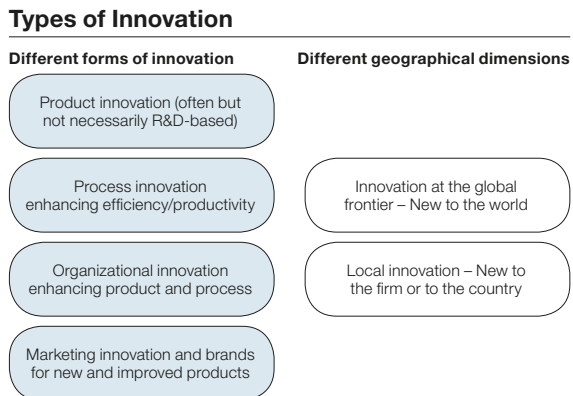 Types of Innovation
Different forms of innovation
Different geographical dimensions
Product innovation (often but
not necessarily R&D-based)
Process innovation
enhancing efficiency/productivity
Innovation at the global
frontier – New to the world
Organizational innovation
enhancing product and process
Local innovation – New to
the firm or to the country
Marketing innovation and brands
for new and improved products